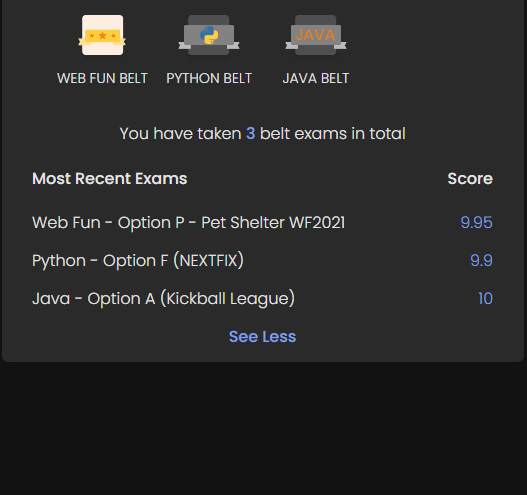 JAVA
WEB FUN BELT PYTHON BELT JAVA BELT
You have taken 3 belt exams in total
Most Recent Exams Score
Web Fun - Option P - Pet Shelter WF2021 9.95
Python - Option F (NEXTFIX) 9.9
Java - Option A (Kickball League) 10
See Less